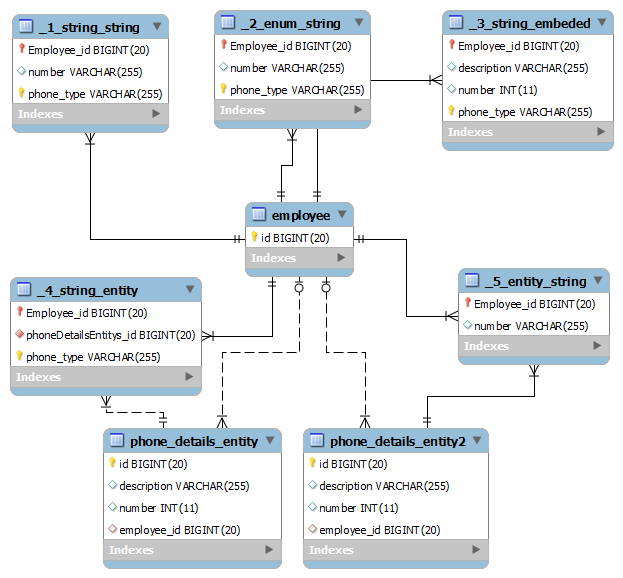 _1_string_string
Employee_id BIGINT(20)
number VARCHAR(255)
phone_type VARCHAR(255)
Indexes
_2_enum_string
Employee_id BIGINT(20)
number VARCHAR(255)
phone_type VARCHAR(255)
Indexes
_3_string_embeded
Employee_id BIGINT(20)
description VARCHAR(255)
number INT(11)
phone_type VARCHAR(255)
Indexes
employee
id BIGINT(20)
Indexes
_4_string_entity
Employee_id BIGINT(20)
phoneDetailsEntitys_id BIGINT(20)
phone_type VARCHAR(255)
Indexes
_5_entity_string
Employee_id BIGINT(20)
number VARCHAR(255)
Indexes
phone_details_entity
id BIGINT(20)
description VARCHAR(255)
number INT(11)
employee_id BIGINT(20)
Indexes
phone_details_entity2
id BIGINT(20)
description VARCHAR(255)
number INT(11)
employee_id BIGINT(20)
Indexes